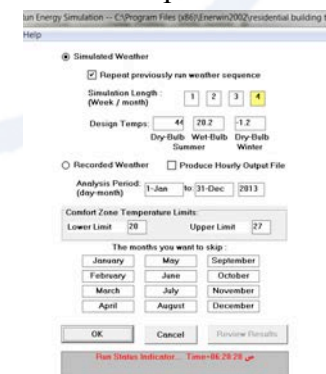 Run Energy Simulation -- C:\Program Files (x86)\Enerwin2002\residential building
Help
Simulated Weather
Repeat previously run weather sequence
Simulation Length : 1 2 3 4
(Week / month)
Design Temps: 44 20.2 -1.2
Dry-Bulb Wet-Bulb Dry-Bulb
Summer Winter
Recorded Weather Produce Hourly Output File
Analysis Period: 1-Jan to 31-Dec 2013
(day-month)
Comfort Zone Temperature Limits:
Lower Limit 20 Upper Limit 27
The months you want to skip :
January May September
February June October
March July November
April August December
OK Cancel Review Results
Run Status Indicator... Time=06:28:28 ص